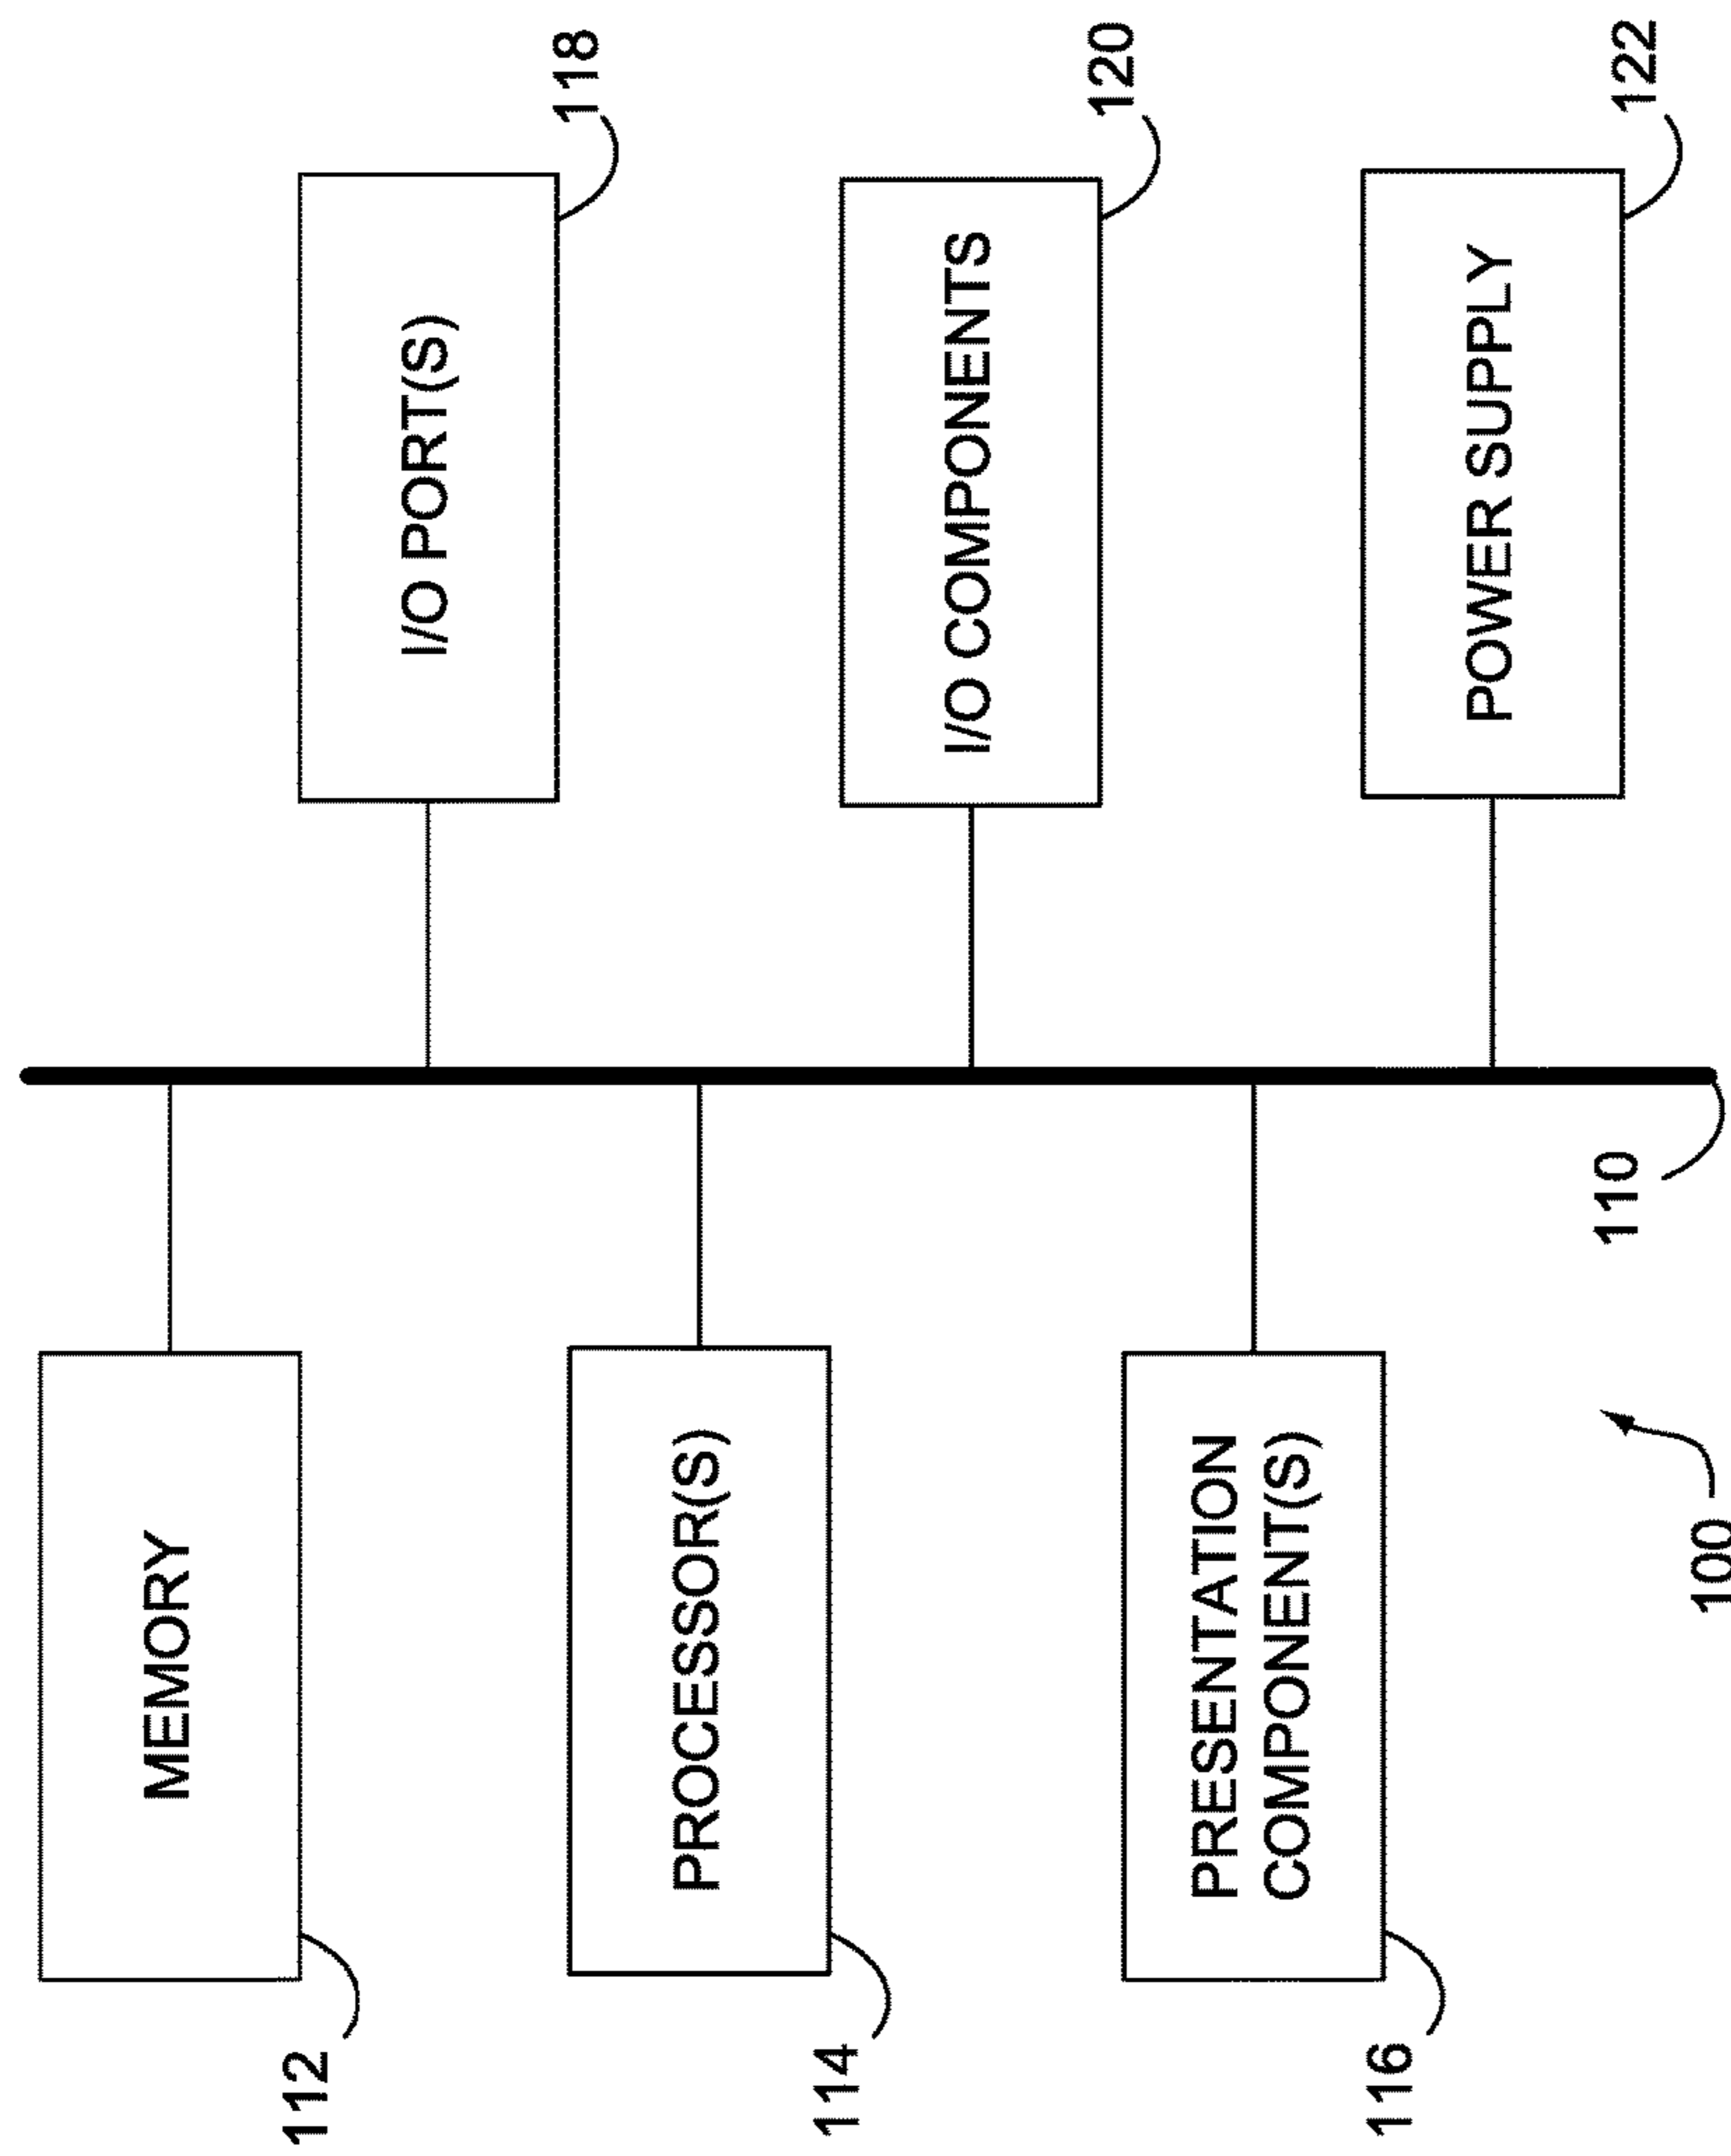 MEMORY
112
I/O PORT(S)
118
PROCESSOR(S)
114
I/O COMPONENTS
120
PRESENTATION
COMPONENT(S)
116
POWER SUPPLY
122
110
100